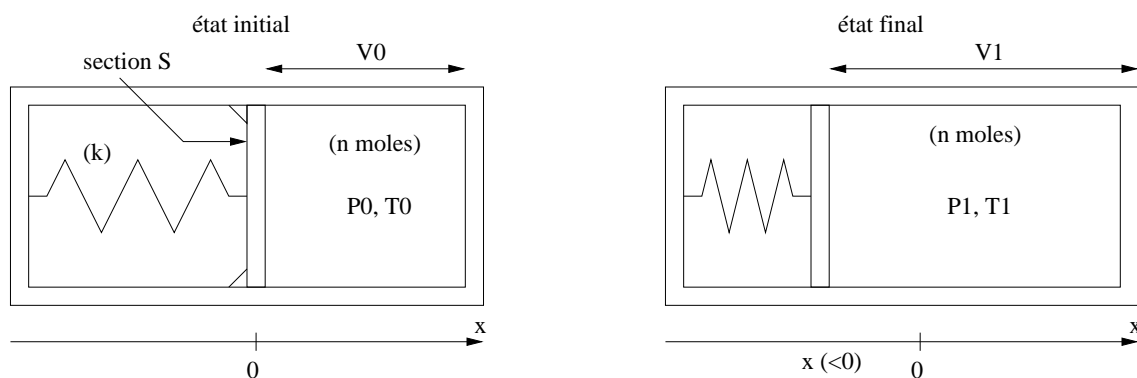 état initial
V0
section S
(k)
(n moles)
P0, T0
x
0
état final
V1
(n moles)
P1, T1
x
x (<0)
0